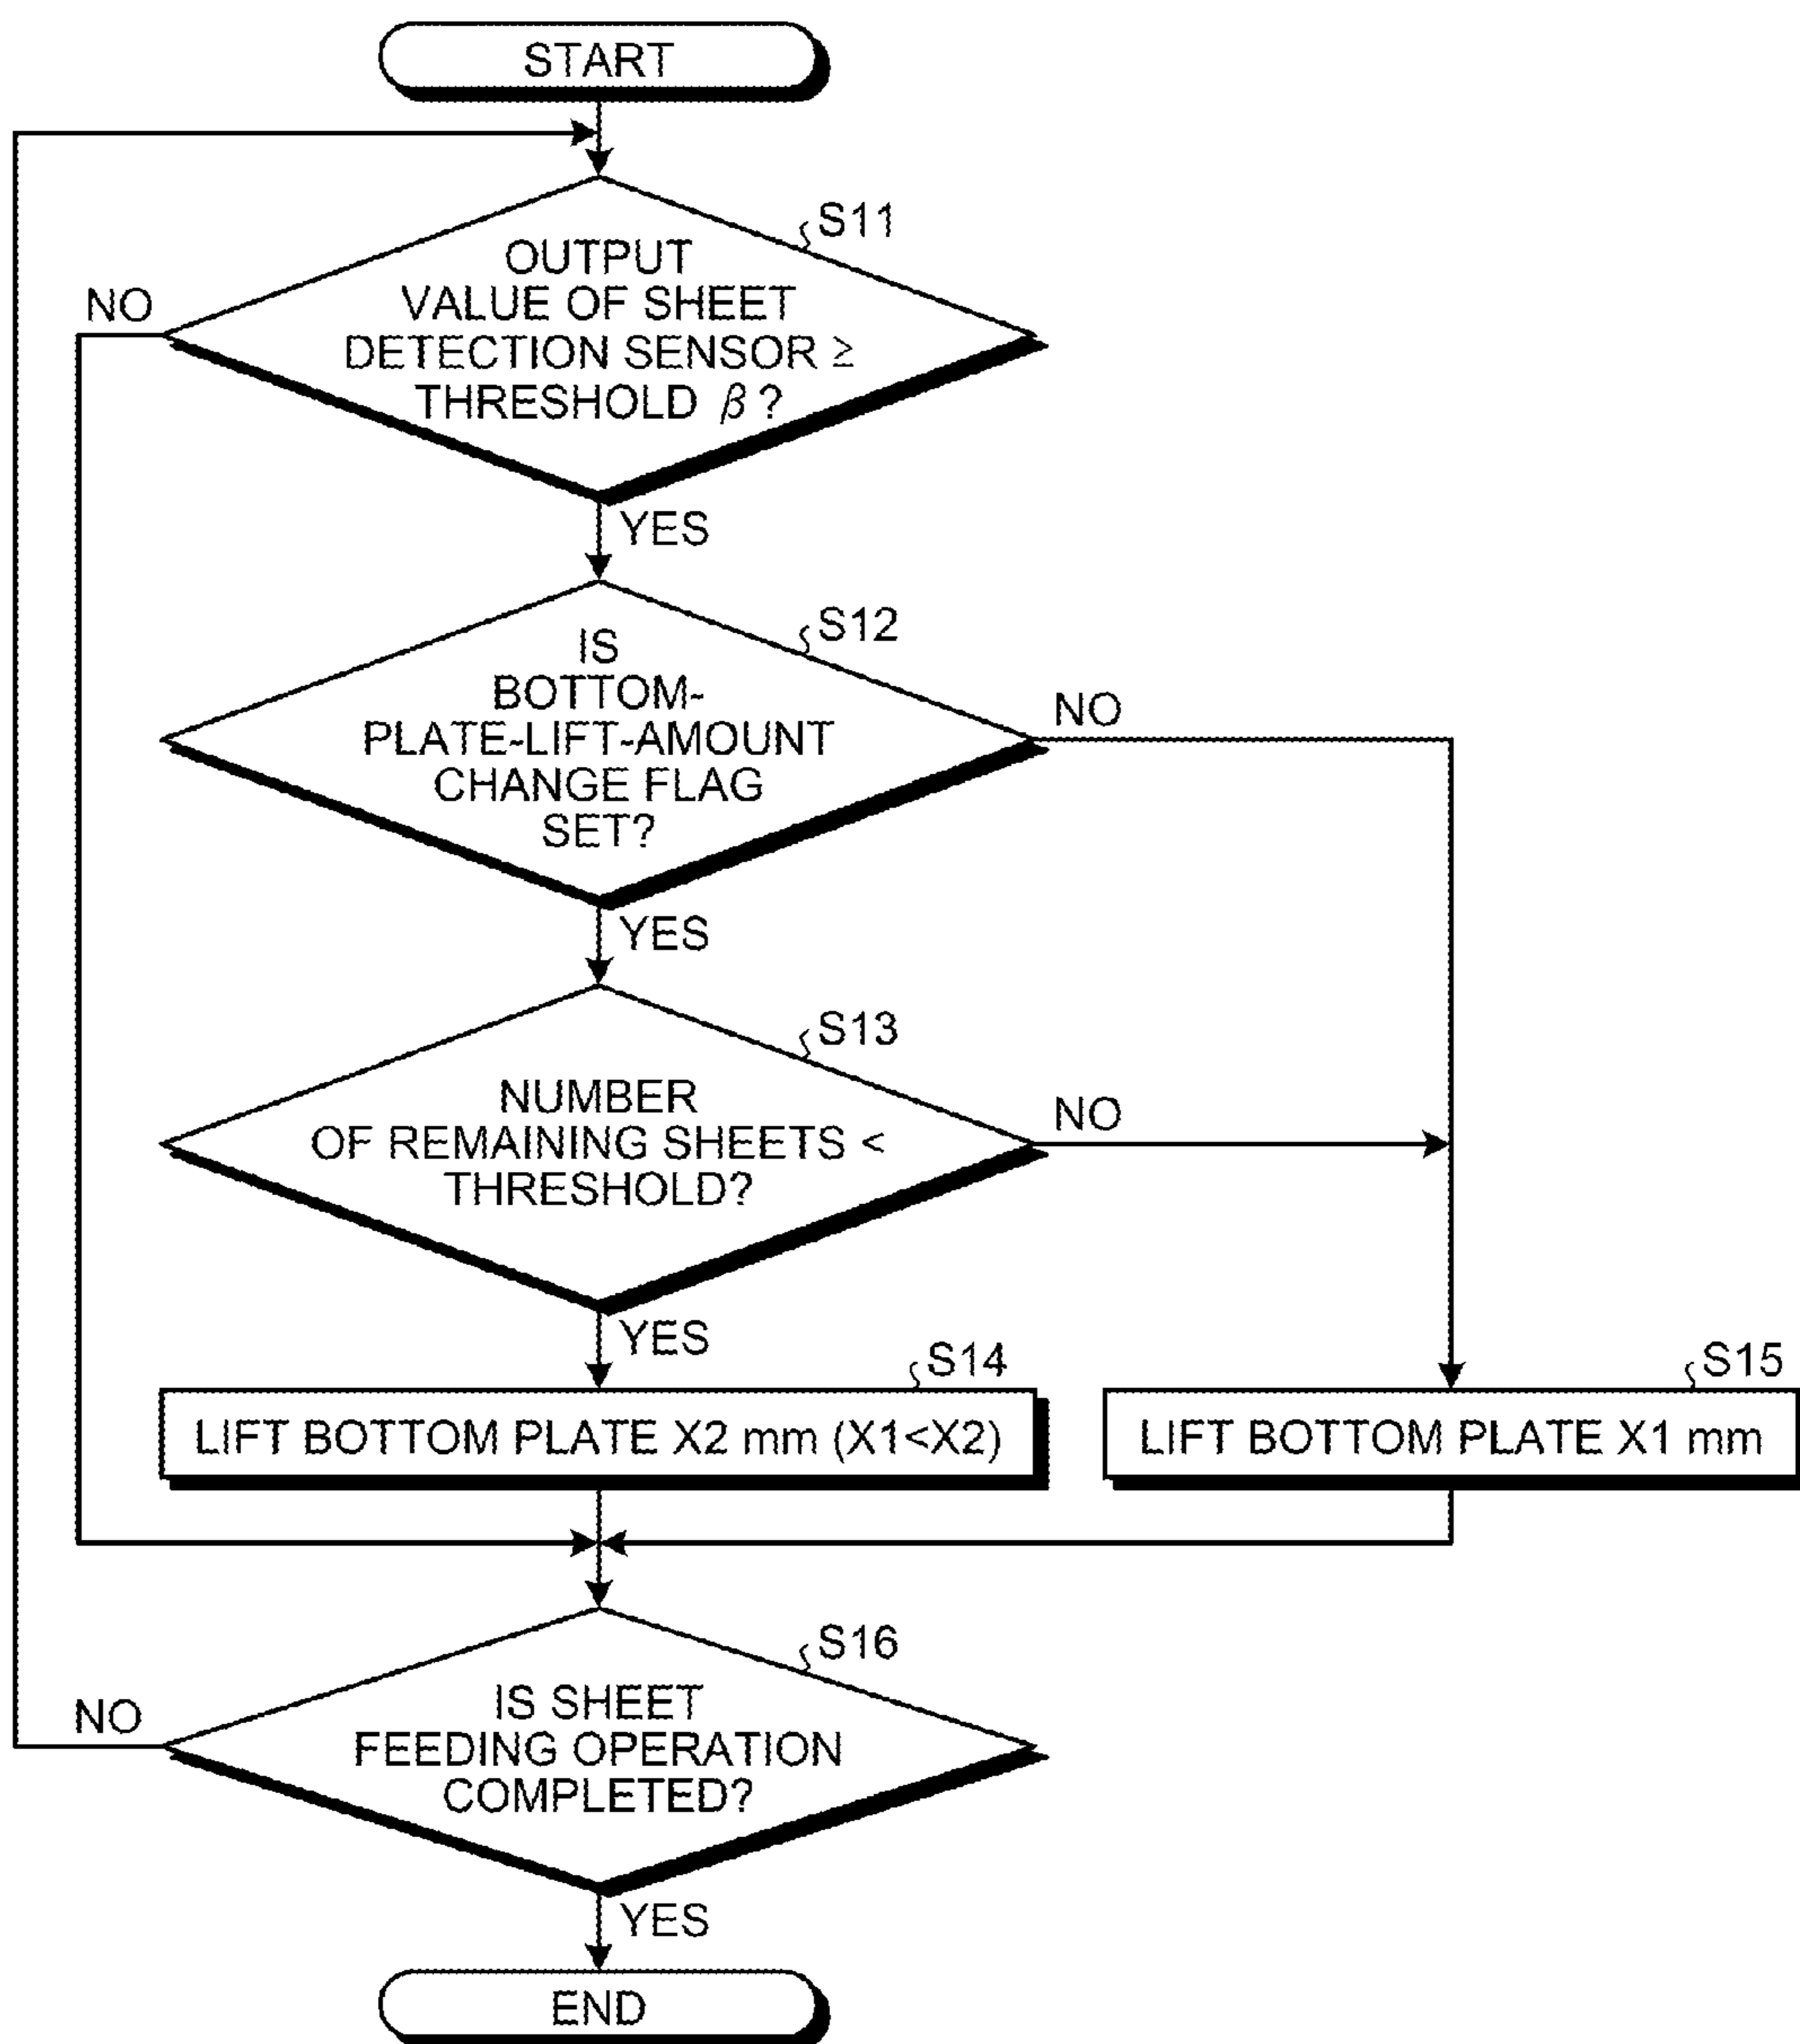 START
S11
OUTPUT
VALUE OF SHEET
DETECTION SENSOR ≥
THRESHOLD β ?
NO
YES
S12
IS
BOTTOM-
PLATE-LIFT-AMOUNT
CHANGE FLAG
SET?
NO
YES
S13
NUMBER
OF REMAINING SHEETS <
THRESHOLD?
NO
YES
S14
LIFT BOTTOM PLATE X2 mm (X1<X2)
S15
LIFT BOTTOM PLATE X1 mm
S16
IS SHEET
FEEDING OPERATION
COMPLETED?
NO
YES
END